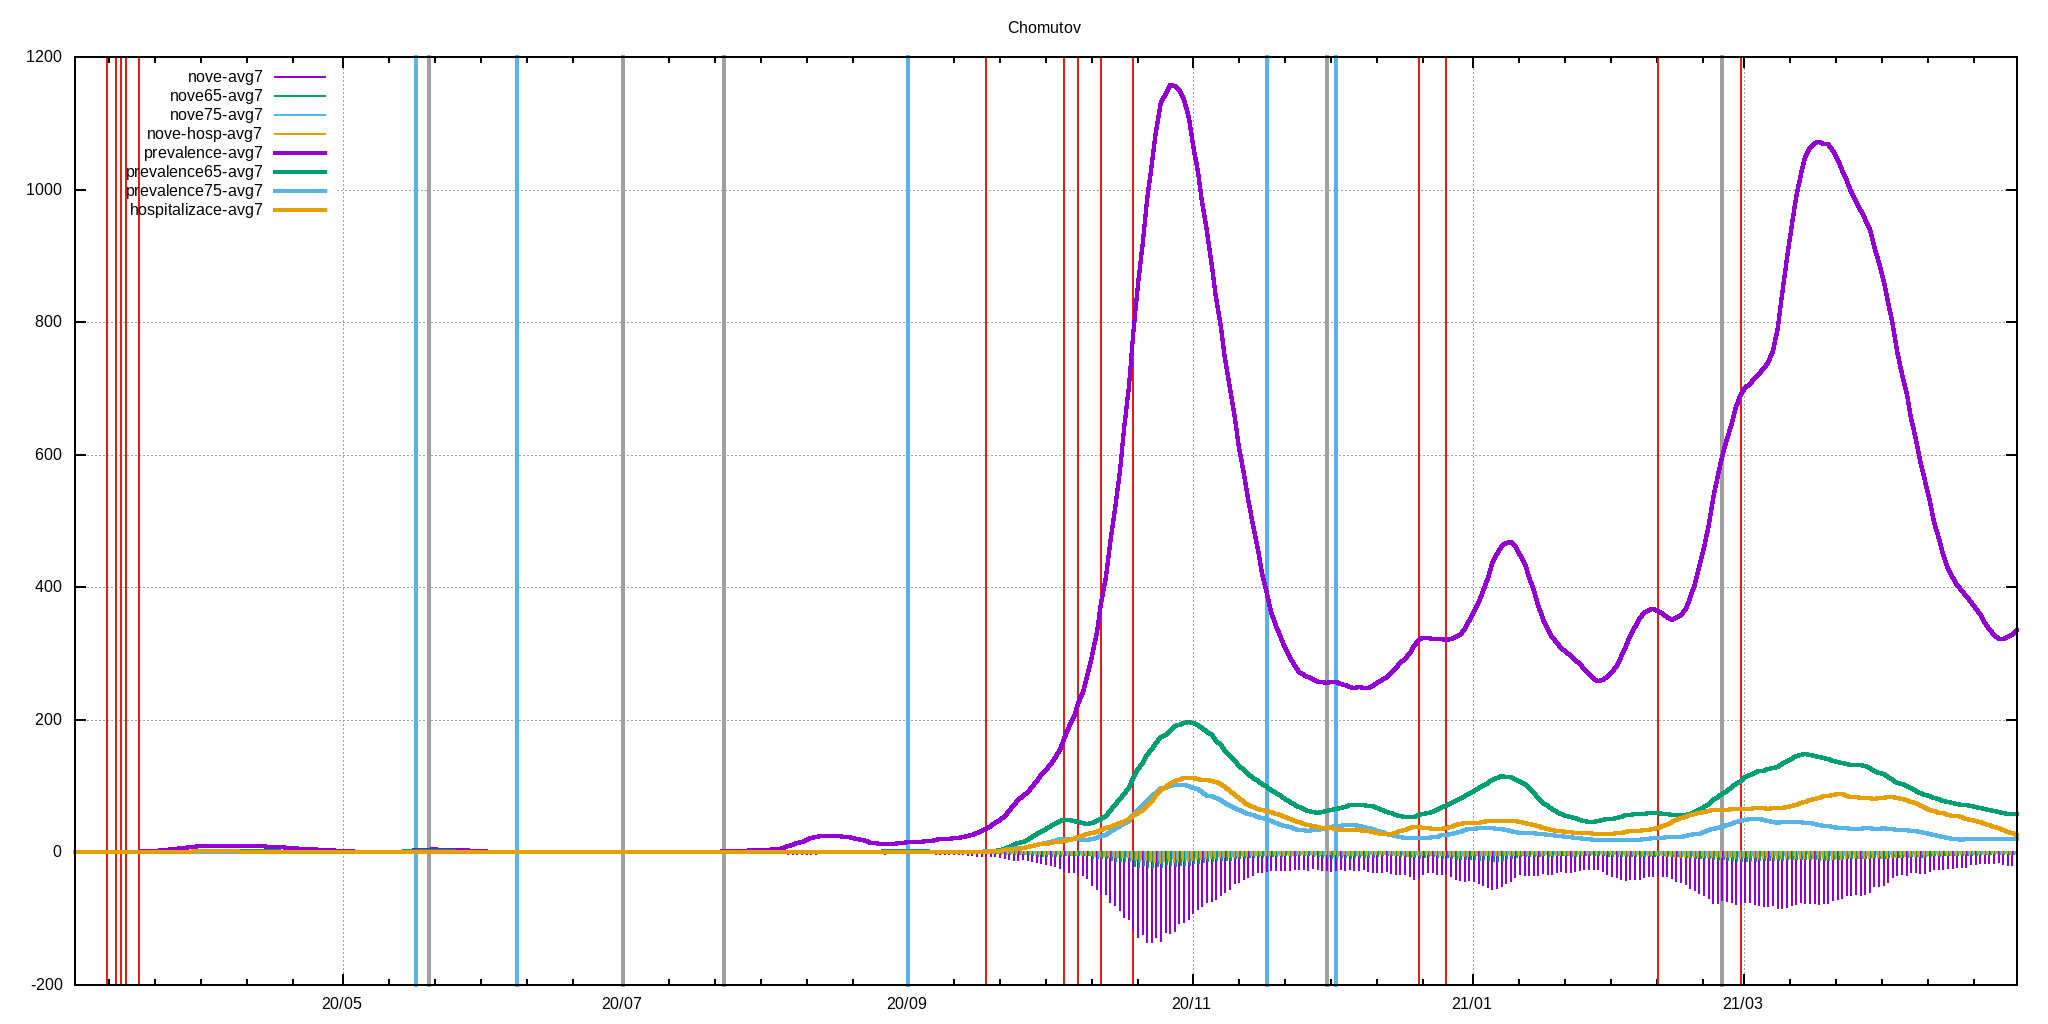 Chomutov
1200
1000
800
600
400
200
0
-200
nove-avg7
nove65-avg7
nove75-avg7
nove-hosp-avg7
prevalence-avg7
prevalence65-avg7
prevalence75-avg7
hospitalizace-avg7
20/05
20/07
20/09
20/11
21/01
21/03